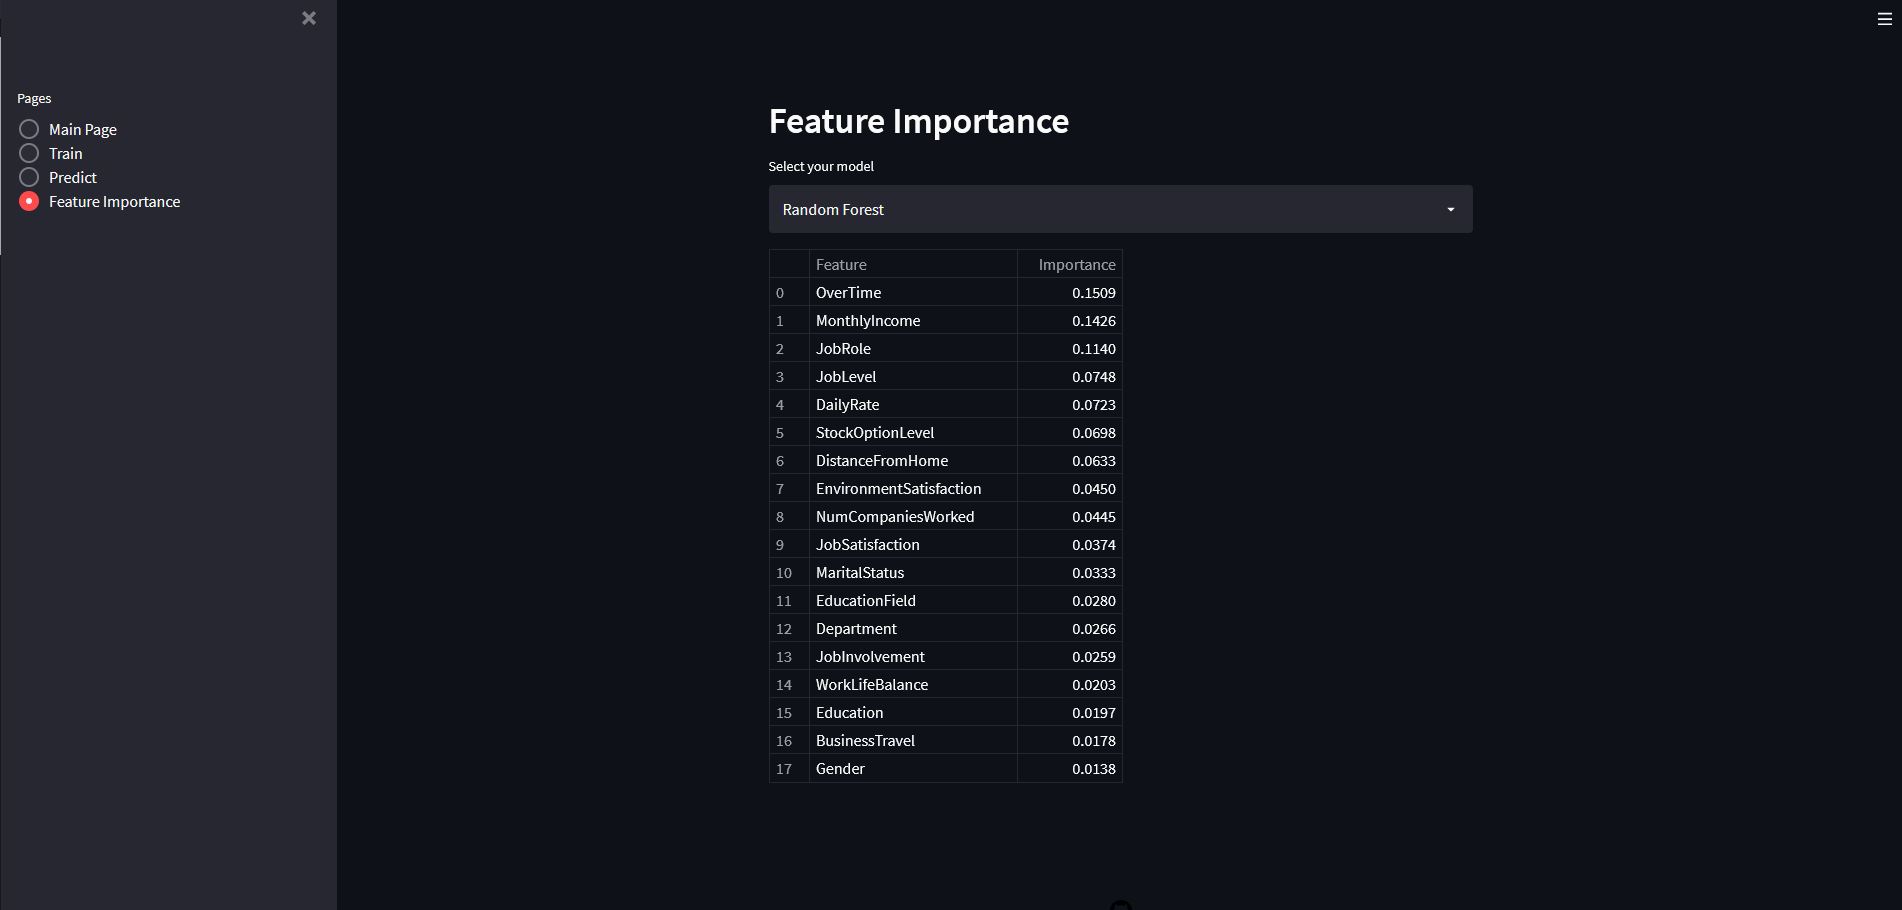 Pages
Main Page
Train
Predict
Feature Importance
Feature Importance
Select your model
Random Forest
Feature Importance
0 OverTime 0.1509
1 MonthlyIncome 0.1426
2 JobRole 0.1140
3 JobLevel 0.0748
4 DailyRate 0.0723
5 StockOptionLevel 0.0698
6 DistanceFromHome 0.0633
7 EnvironmentSatisfaction 0.0450
8 NumCompaniesWorked 0.0445
9 JobSatisfaction 0.0374
10 MaritalStatus 0.0333
11 EducationField 0.0280
12 Department 0.0266
13 JobInvolvement 0.0259
14 WorkLifeBalance 0.0203
15 Education 0.0197
16 BusinessTravel 0.0178
17 Gender 0.0138